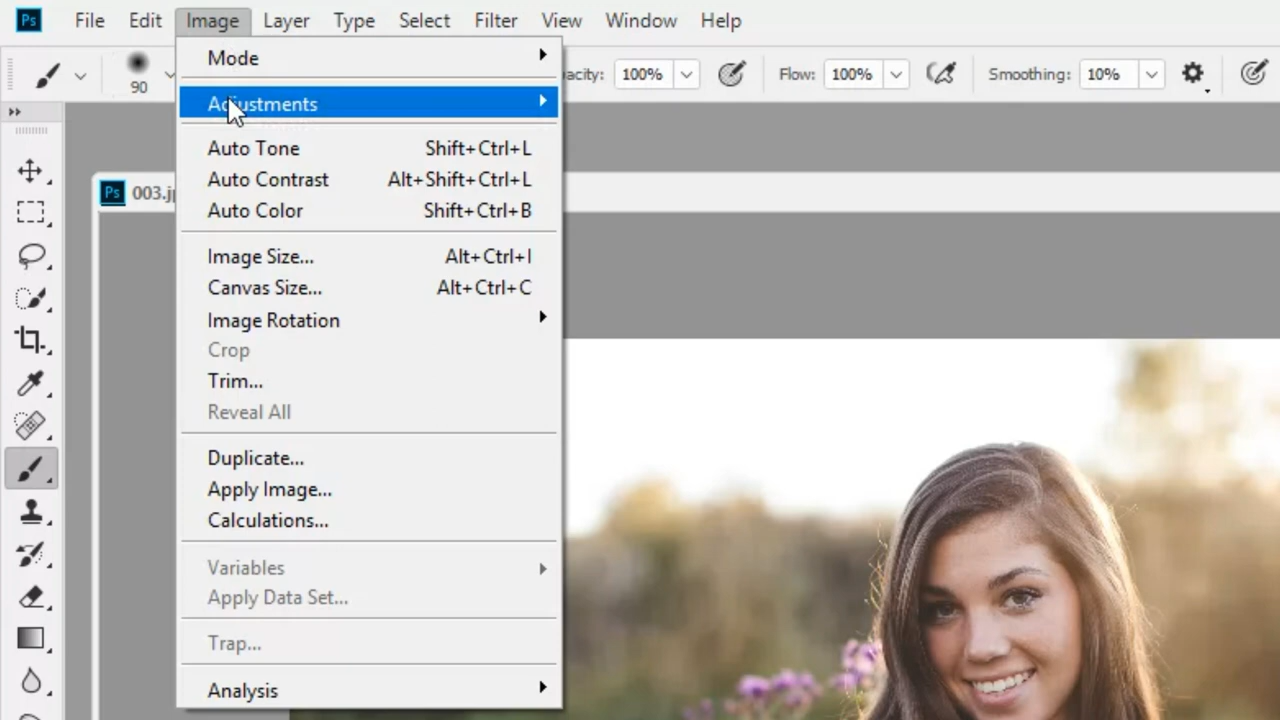 Ps File Edit Image Layer Type Select Filter View Window Help
90 acity: 100% Flow: 100% Smoothing: 10%
Mode
Adjustments
Auto Tone Shift+Ctrl+L
Auto Contrast Alt+Shift+Ctrl+L
Auto Color Shift+Ctrl+B
Ps 003.jp
Image Size... Alt+Ctrl+I
Canvas Size... Alt+Ctrl+C
Image Rotation
Crop
Trim...
Reveal All
Duplicate...
Apply Image...
Calculations...
Variables
Apply Data Set...
Trap...
Analysis